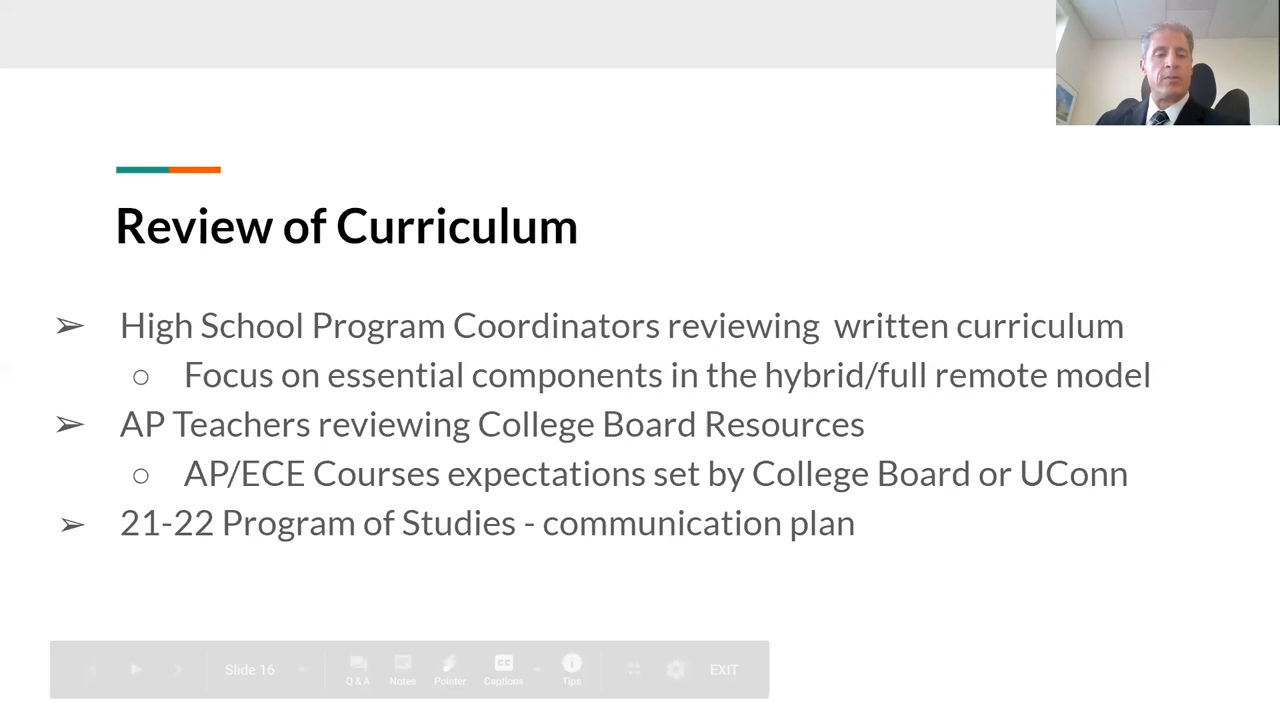 Review of Curriculum
➢ High School Program Coordinators reviewing written curriculum
○ Focus on essential components in the hybrid/full remote model
➢ AP Teachers reviewing College Board Resources
○ AP/ECE Courses expectations set by College Board or UConn
➢ 21-22 Program of Studies - communication plan
Slide 16
Q & A Notes Pointer Captions Tips EXIT